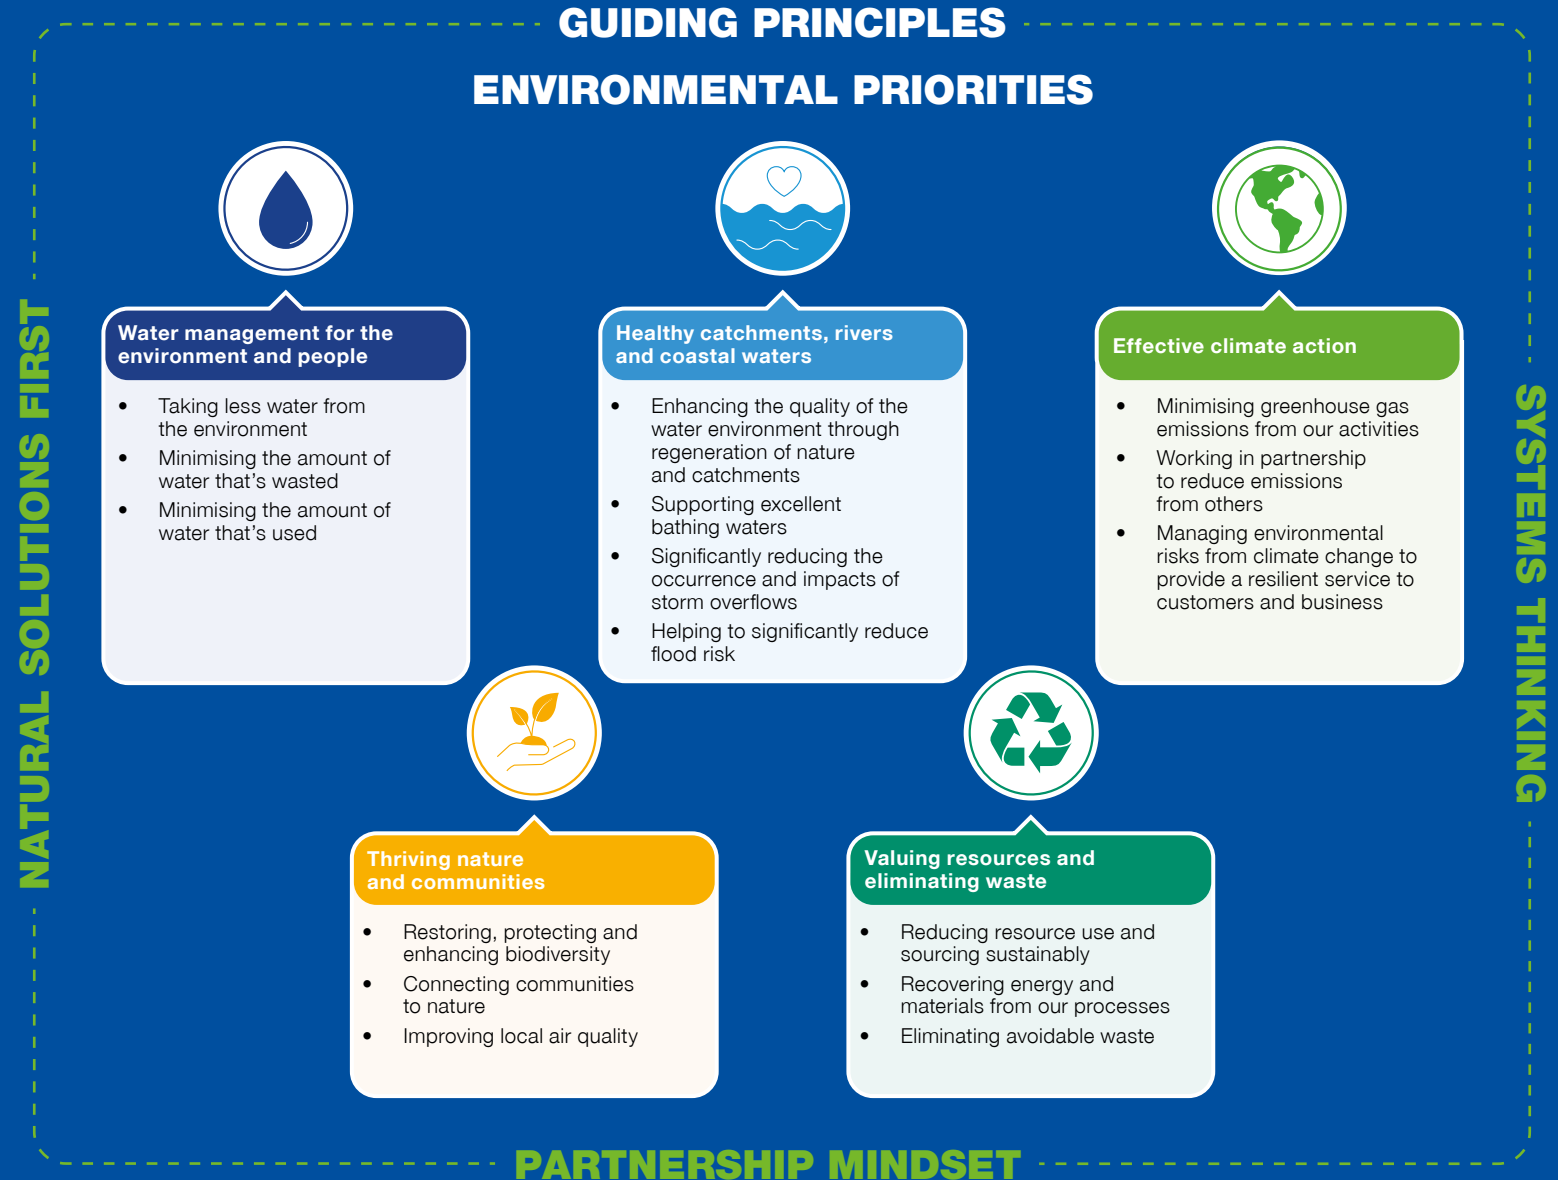 GUIDING PRINCIPLES
ENVIRONMENTAL PRIORITIES
NATURAL SOLUTIONS FIRST
SYSTEMS THINKING
Water management for the
environment and people
• Taking less water from
the environment
• Minimising the amount of
water that’s wasted
• Minimising the amount of
water that’s used
Healthy catchments, rivers
and coastal waters
• Enhancing the quality of the
water environment through
regeneration of nature
and catchments
• Supporting excellent
bathing waters
• Significantly reducing the
occurrence and impacts of
storm overflows
• Helping to significantly reduce
flood risk
Effective climate action
• Minimising greenhouse gas
emissions from our activities
• Working in partnership
to reduce emissions
from others
• Managing environmental
risks from climate change to
provide a resilient service to
customers and business
Thriving nature
and communities
• Restoring, protecting and
enhancing biodiversity
• Connecting communities
to nature
• Improving local air quality
Valuing resources and
eliminating waste
• Reducing resource use and
sourcing sustainably
• Recovering energy and
materials from our processes
• Eliminating avoidable waste
PARTNERSHIP MINDSET